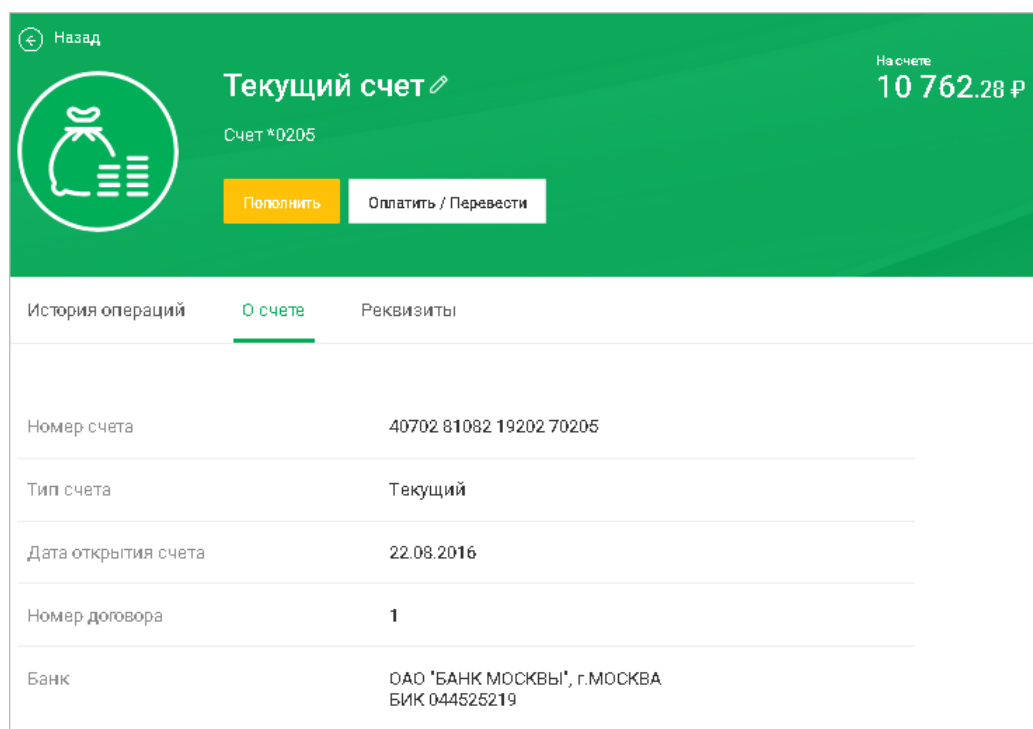 Назад
Текущий счет
Счет *0205
На счете
10 762.28 ₽
Пополнить
Оплатить / Перевести
История операций
О счете
Реквизиты
Номер счета
40702 81082 19202 70205
Тип счета
Текущий
Дата открытия счета
22.08.2016
Номер договора
1
Банк
ОАО "БАНК МОСКВЫ", г.МОСКВА
БИК 044525219